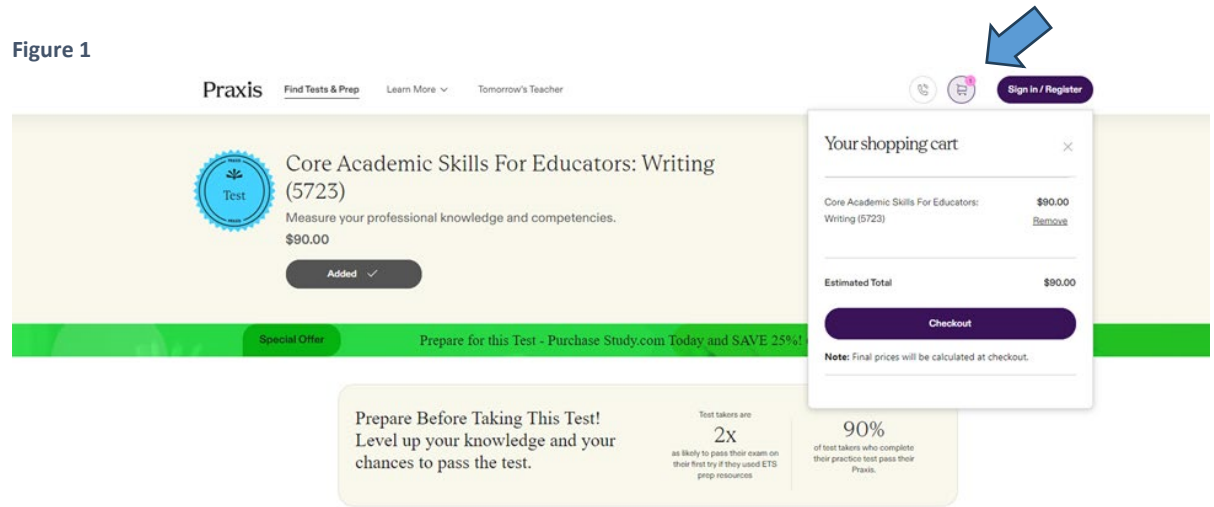 Figure 1
Praxis Find Tests & Prep Learn More Tomorrow's Teacher
1
Sign in / Register
Test
Core Academic Skills For Educators: Writing
(5723)
Measure your professional knowledge and competencies.
$90.00
Added
Your shopping cart
Core Academic Skills For Educators: $90.00
Writing (5723) Remove
Estimated Total $90.00
Checkout
Note: Final prices will be calculated at checkout.
Special Offer Prepare for this Test - Purchase Study.com Today and SAVE 25%!
Prepare Before Taking This Test!
Level up your knowledge and your
chances to pass the test.
Test takers are
2x
as likely to pass their exam on
their first try if they used ETS
prep resources
90%
of test takers who complete
their practice test pass their
Praxis.